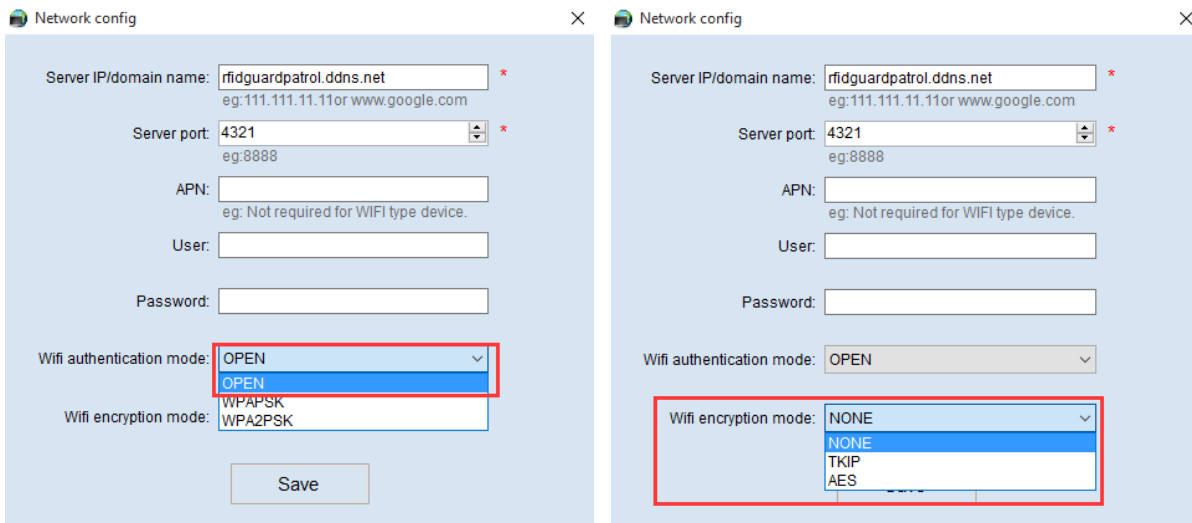 Network config
Server IP/domain name: rfidguardpatrol.ddns.net *
eg:111.111.11.11or www.google.com
Server port: 4321 *
eg:8888
APN:
eg: Not required for WIFI type device.
User:
Password:
Wifi authentication mode: OPEN
OPEN
WPAPSK
Wifi encryption mode: WPA2PSK
Save
Network config
Server IP/domain name: rfidguardpatrol.ddns.net *
eg:111.111.11.11or www.google.com
Server port: 4321 *
eg:8888
APN:
eg: Not required for WIFI type device.
User:
Password:
Wifi authentication mode: OPEN
Wifi encryption mode: NONE
NONE
TKIP
AES